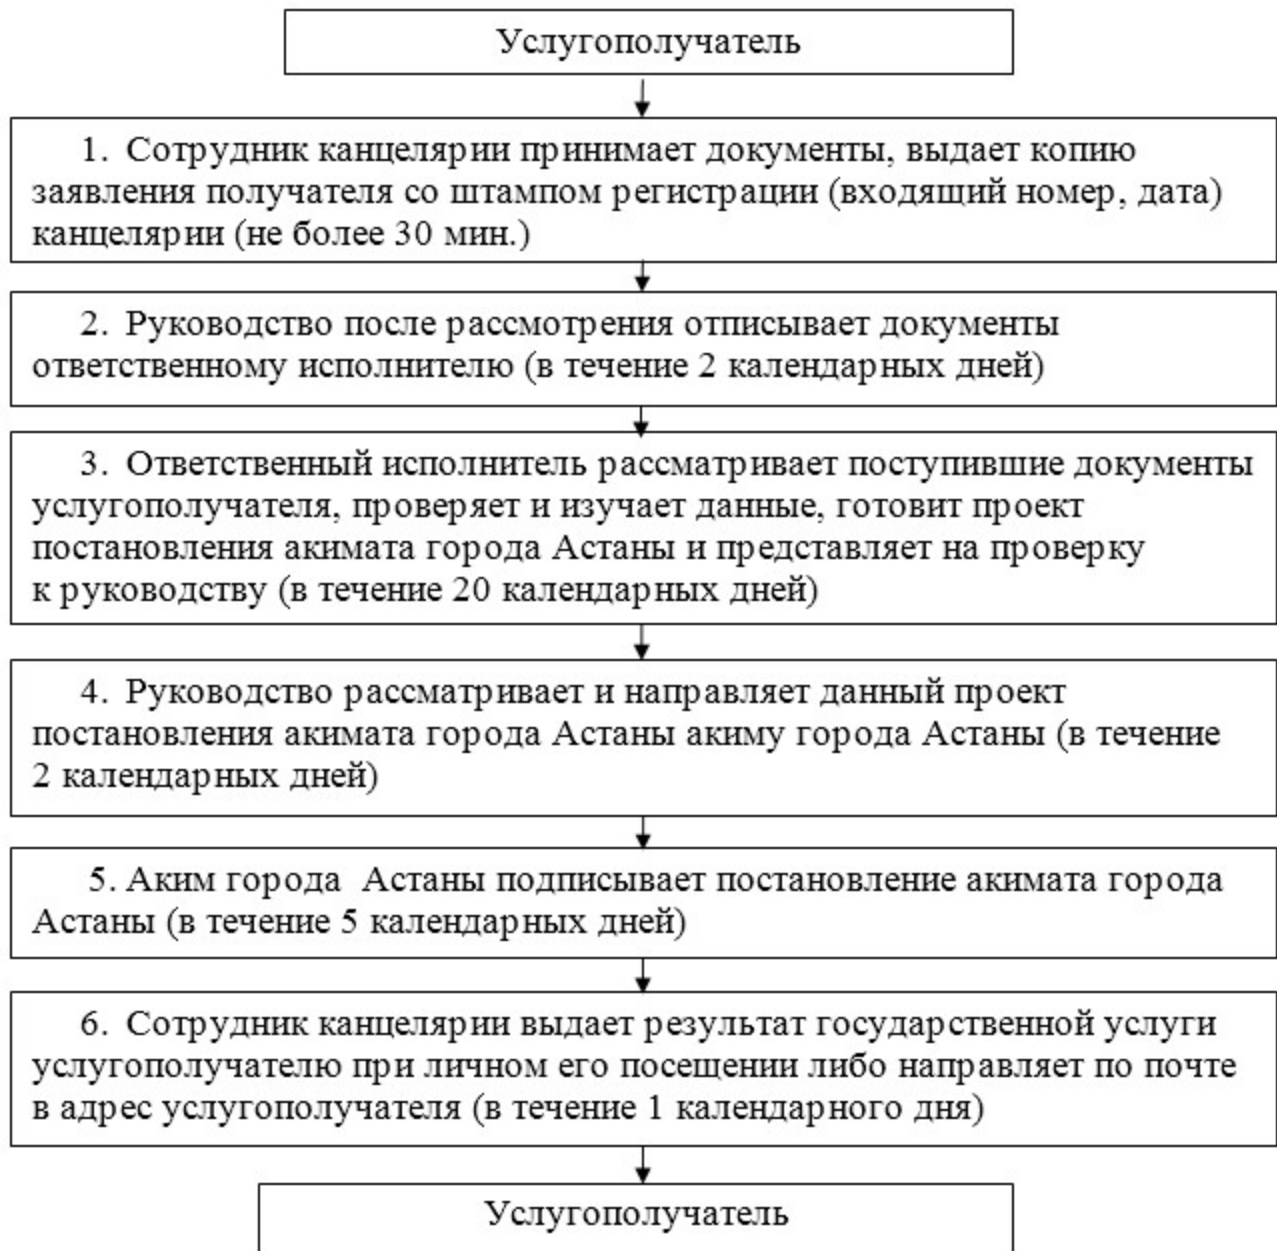 Услугополучатель
1. Сотрудник канцелярии принимает документы, выдает копию
заявления получателя со штампом регистрации (входящий номер, дата)
канцелярии (не более 30 мин.)
2. Руководство после рассмотрения отписывает документы
ответственному исполнителю (в течение 2 календарных дней)
3. Ответственный исполнитель рассматривает поступившие документы
услугополучателя, проверяет и изучает данные, готовит проект
постановления акимата города Астаны и представляет на проверку
к руководству (в течение 20 календарных дней)
4. Руководство рассматривает и направляет данный проект
постановления акимата города Астаны акиму города Астаны (в течение
2 календарных дней)
5. Аким города Астаны подписывает постановление акимата города
Астаны (в течение 5 календарных дней)
6. Сотрудник канцелярии выдает результат государственной услуги
услугополучателю при личном его посещении либо направляет по почте
в адрес услугополучателя (в течение 1 календарного дня)
Услугополучатель